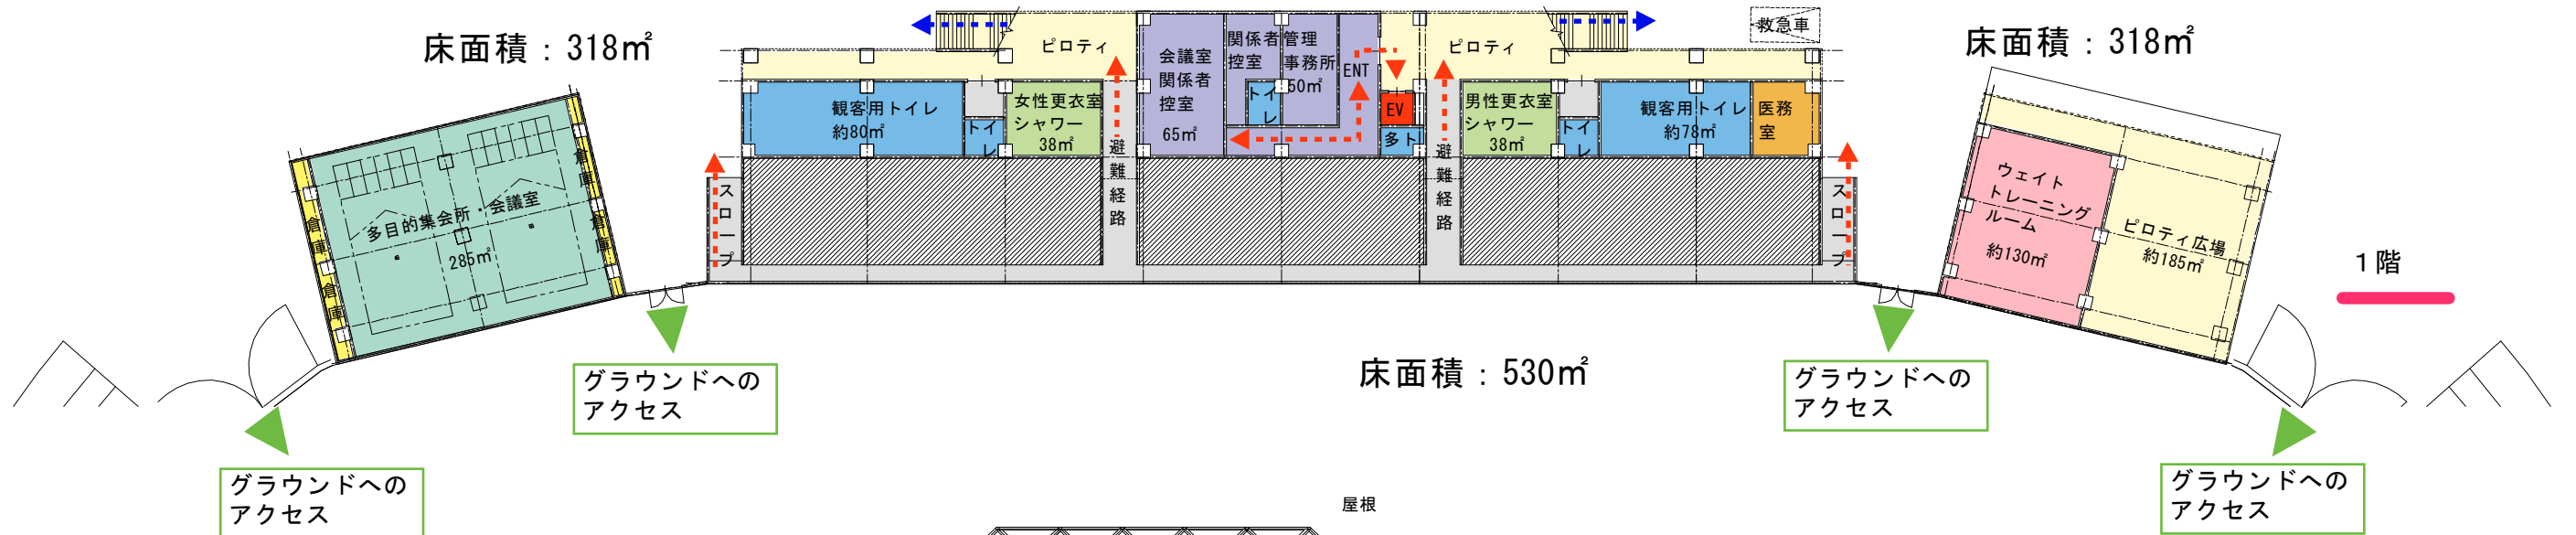 床面積：318㎡
ピロティ
会議室
関係者
控室
65㎡
関係者
控室
管理
事務所
50㎡
ENT
トイ
レ
EV
多ト
ピロティ
救急車
床面積：318㎡
観客用トイレ
約80㎡
トイ
レ
女性更衣室
シャワー
38㎡
避難経路
男性更衣室
シャワー
38㎡
避難経路
トイ
レ
観客用トイレ
約78㎡
医務
室
スロープ
スロープ
倉庫
倉庫
倉庫
倉庫
多目的集会所・会議室
285㎡
ウェイト
トレーニング
ルーム
約130㎡
ピロティ広場
約185㎡
1階
床面積：530㎡
グラウンドへの
アクセス
グラウンドへの
アクセス
グラウンドへの
アクセス
グラウンドへの
アクセス
屋根